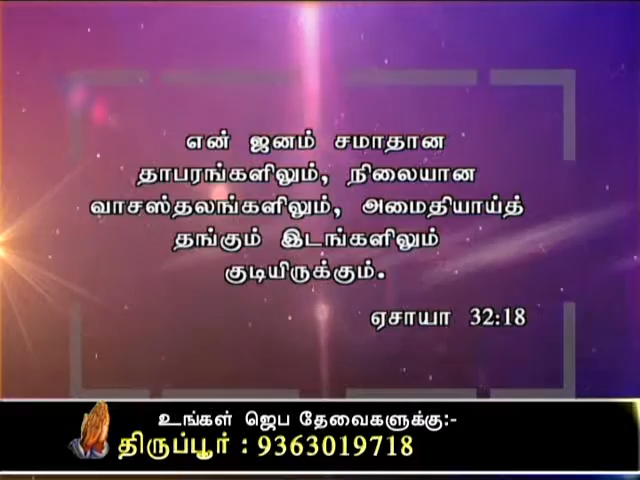 என் ஜனம் சமாதான
தாபரங்களிலும், நிலையான
வாசஸ்தலங்களிலும், அமைதியாய்த்
தங்கும் இடங்களிலும்
குடியிருக்கும்.
ஏசாயா 32:18
உங்கள் ஜெப தேவைகளுக்கு:-
திருப்பூர் : 9363019718